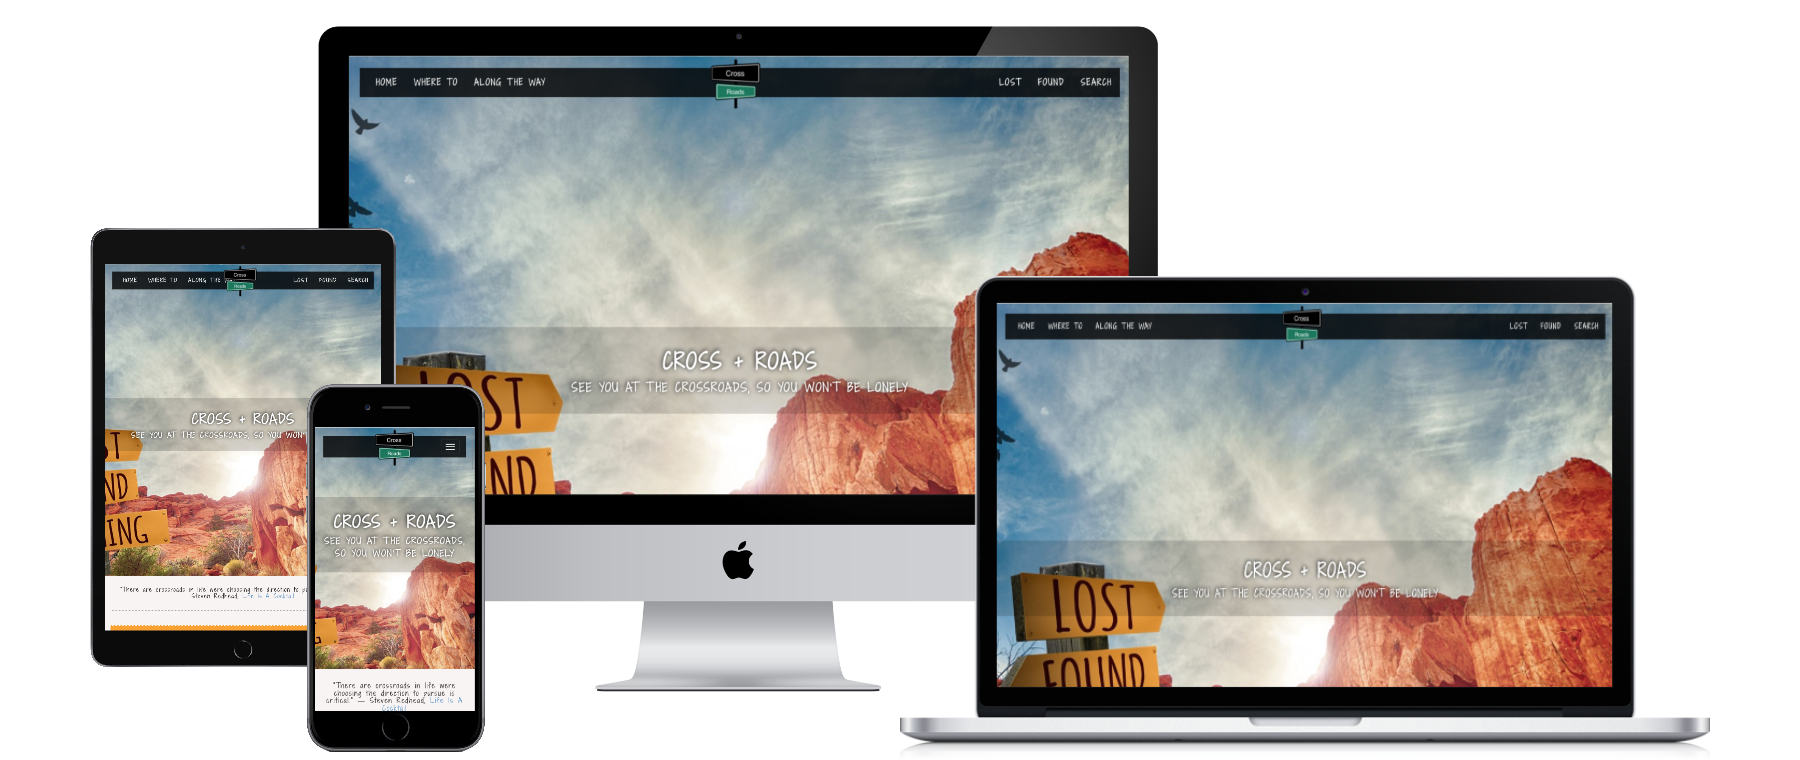 HOME WHERE TO ALONG THE WAY
Cross
Roads
LOST FOUND SEARCH
CROSS + ROADS
SEE YOU AT THE CROSSROADS, SO YOU WON'T BE LONELY
LOST
ND
HOME WHERE TO ALONG THE
Cross
Roads
LOST FOUND SEARCH
CROSS + ROADS
SEE YOU AT THE CROSSROADS, SO YOU WON'T
ST
ND
ING
"There are crossroads in life were choosing the direction to
Steven Redhead, Life Is A Cocktail
Cross
Roads
CROSS + ROADS
SEE YOU AT THE CROSSROADS,
SO YOU WON'T BE LONELY
"There are crossroads in life were
choosing the direction to pursue is
critical." — Steven Redhead, Life Is A
Cocktail
HOME WHERE TO ALONG THE WAY
Cross
Roads
LOST FOUND SEARCH
CROSS + ROADS
SEE YOU AT THE CROSSROADS, SO YOU WON'T BE LONELY
LOST
FOUND